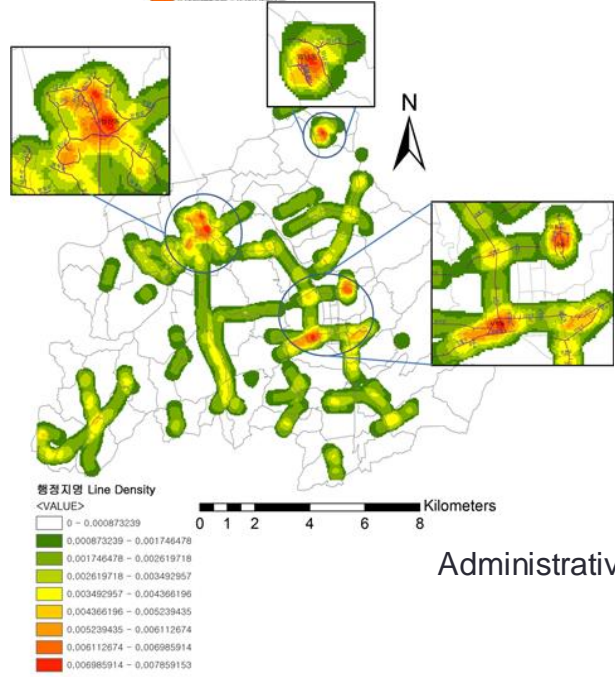 N
행정지명 Line Density
<VALUE>
0 - 0,000873239
0,000873239 - 0,001746478
0,001746478 - 0,002619718
0,002619718 - 0,003492957
0,003492957 - 0,004366196
0,004366196 - 0,005239435
0,005239435 - 0,006112674
0,006112674 - 0,006985914
0,006985914 - 0,007859153
Kilometers
0 1 2 4 6 8
Administrativ